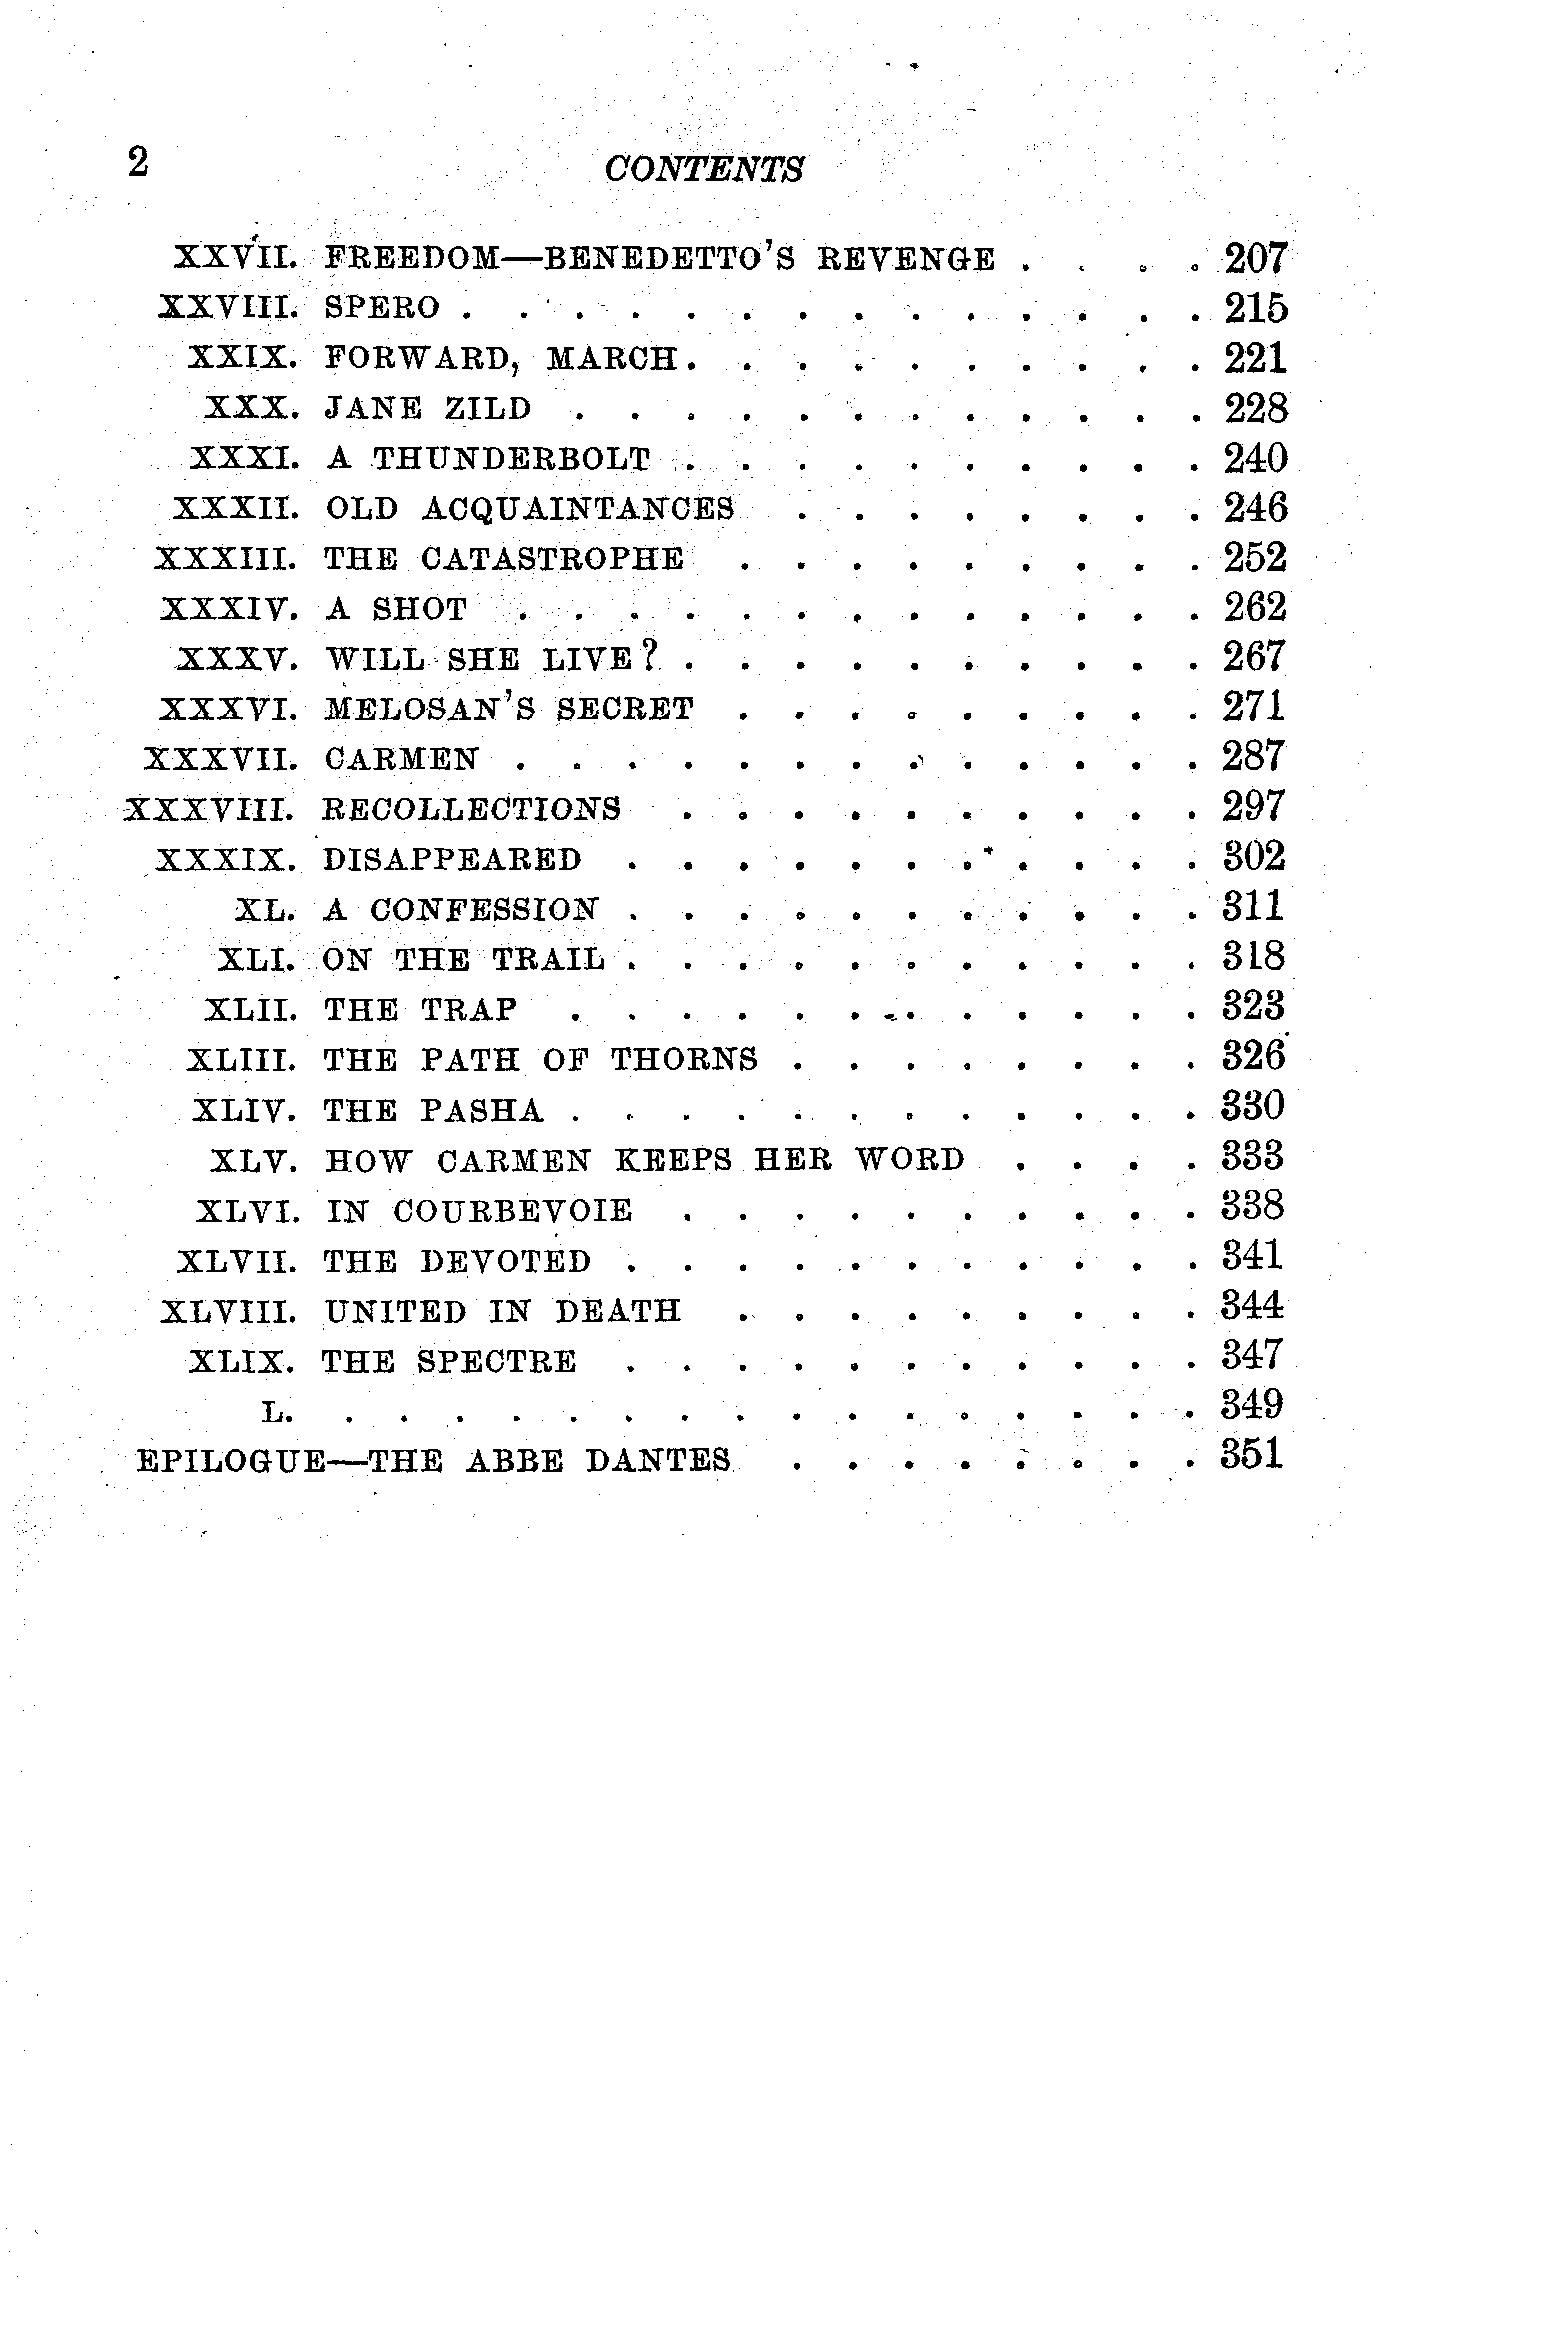 2 CONTENTS
XXVII. FREEDOM—BENEDETTO'S REVENGE . . . . 207
XXVIII. SPERO . . . . . . . . . . . . . . 215
XXIX. FORWARD, MARCH . . . . . . . . . . 221
XXX. JANE ZILD . . . . . . . . . . . . 228
XXXI. A THUNDERBOLT . . . . . . . . . . 240
XXXII. OLD ACQUAINTANCES . . . . . . . . 246
XXXIII. THE CATASTROPHE . . . . . . . . . 252
XXXIV. A SHOT . . . . . . . . . . . . . 262
XXXV. WILL SHE LIVE? . . . . . . . . . . 267
XXXVI. MELOSAN'S SECRET . . . . . . . . . 271
XXXVII. CARMEN . . . . . . . . . . . . . 287
XXXVIII. RECOLLECTIONS . . . . . . . . . . 297
XXXIX. DISAPPEARED . . . . . . . . . . . 302
XL. A CONFESSION . . . . . . . . . . . 311
XLI. ON THE TRAIL . . . . . . . . . . . 318
XLII. THE TRAP . . . . . . . . . . . . 323
XLIII. THE PATH OF THORNS . . . . . . . . 326
XLIV. THE PASHA . . . . . . . . . . . . 330
XLV. HOW CARMEN KEEPS HER WORD . . . . 333
XLVI. IN COURBEVOIE . . . . . . . . . . 338
XLVII. THE DEVOTED . . . . . . . . . . . 341
XLVIII. UNITED IN DEATH . . . . . . . . . 344
XLIX. THE SPECTRE . . . . . . . . . . . 347
L. . . . . . . . . . . . . . . . . 349
EPILOGUE—THE ABBE DANTES . . . . . . . . 351